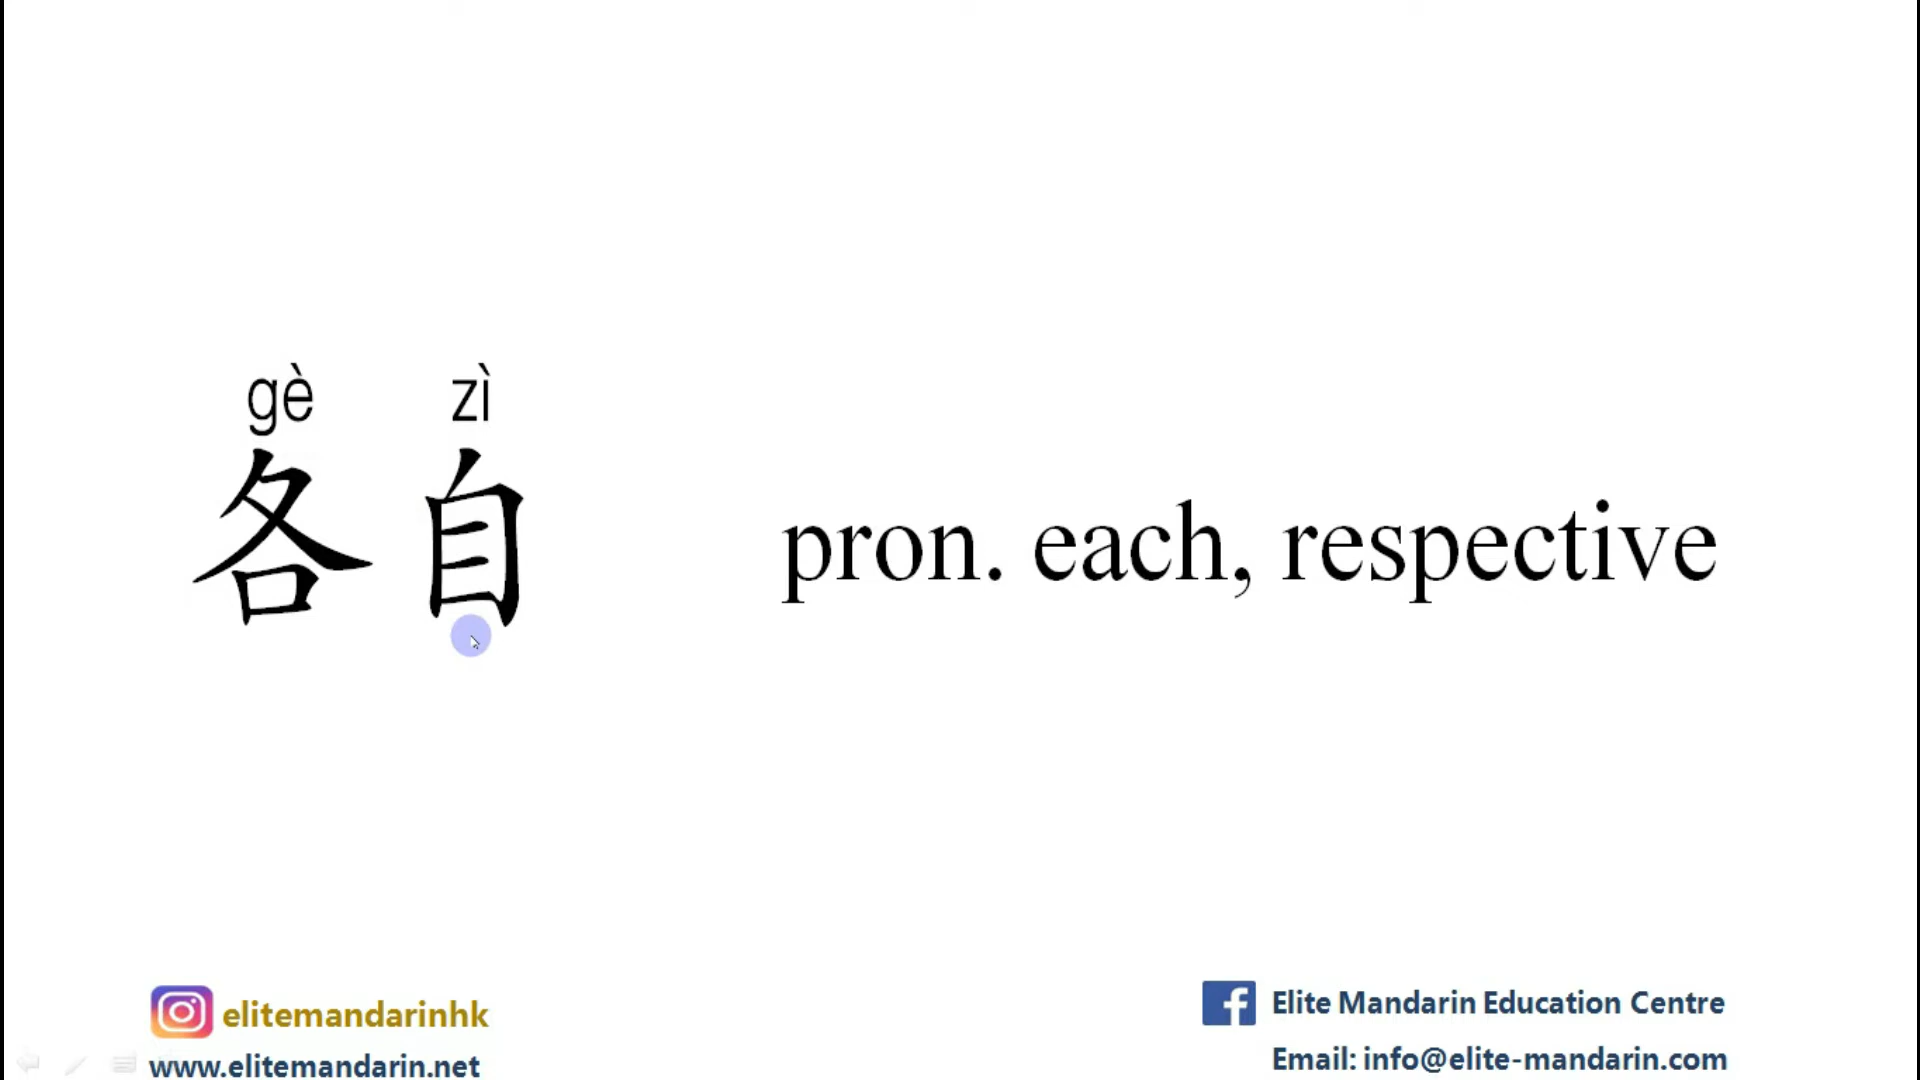 gè zì
各自
pron. each, respective
elitemandarinhk
www.elitemandarin.net
Elite Mandarin Education Centre
Email: info@elite-mandarin.com